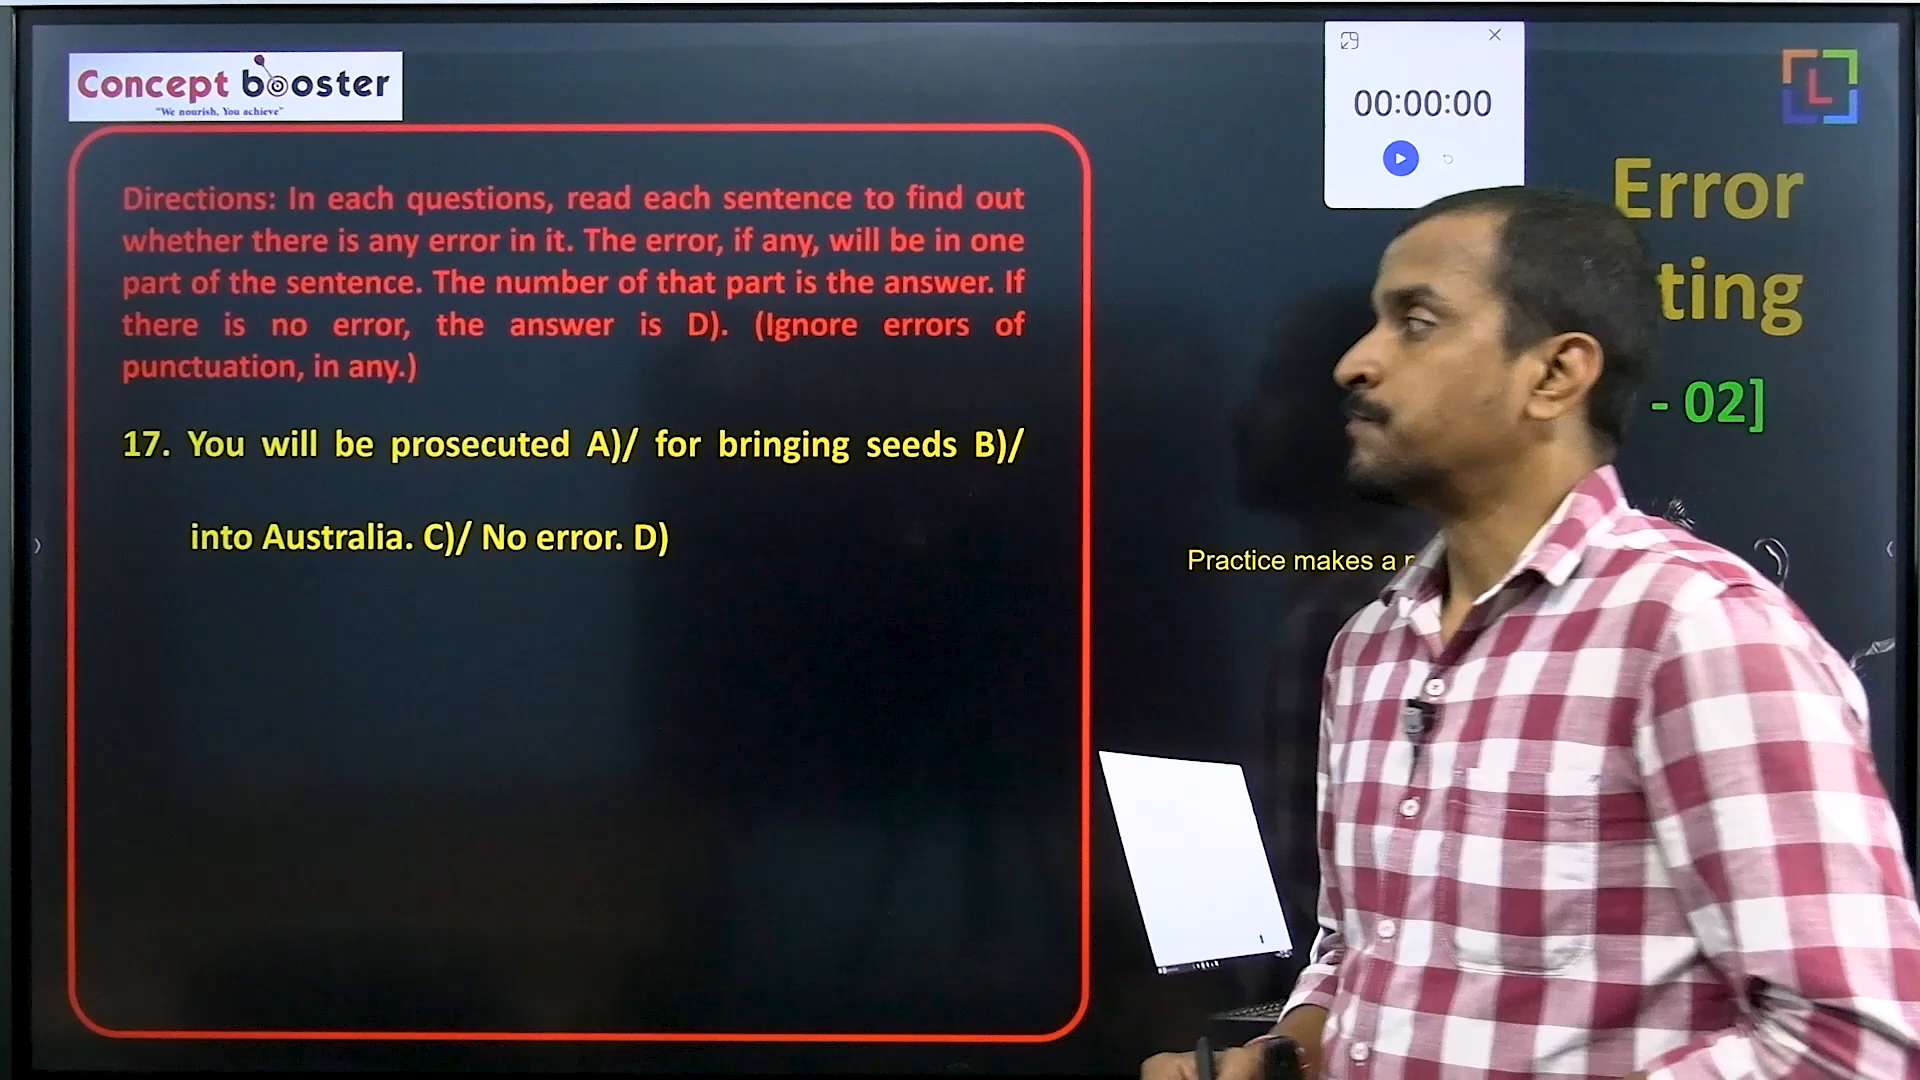 Concept booster
"We nourish, You achieve"
Directions: In each questions, read each sentence to find out
whether there is any error in it. The error, if any, will be in one
part of the sentence. The number of that part is the answer. If
there is no error, the answer is D). (Ignore errors of
punctuation, in any.)
17. You will be prosecuted A)/ for bringing seeds B)/
into Australia. C)/ No error. D)
00:00:00
L
Error
ting
- 02]
Practice makes a